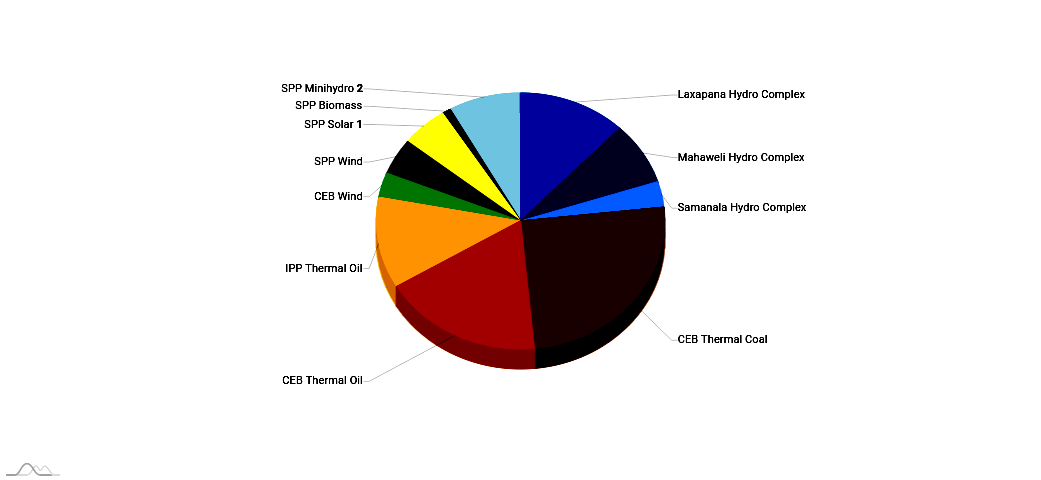 SPP Minihydro 2
SPP Biomass
SPP Solar 1
SPP Wind
CEB Wind
IPP Thermal Oil
CEB Thermal Oil
Laxapana Hydro Complex
Mahaweli Hydro Complex
Samanala Hydro Complex
CEB Thermal Coal